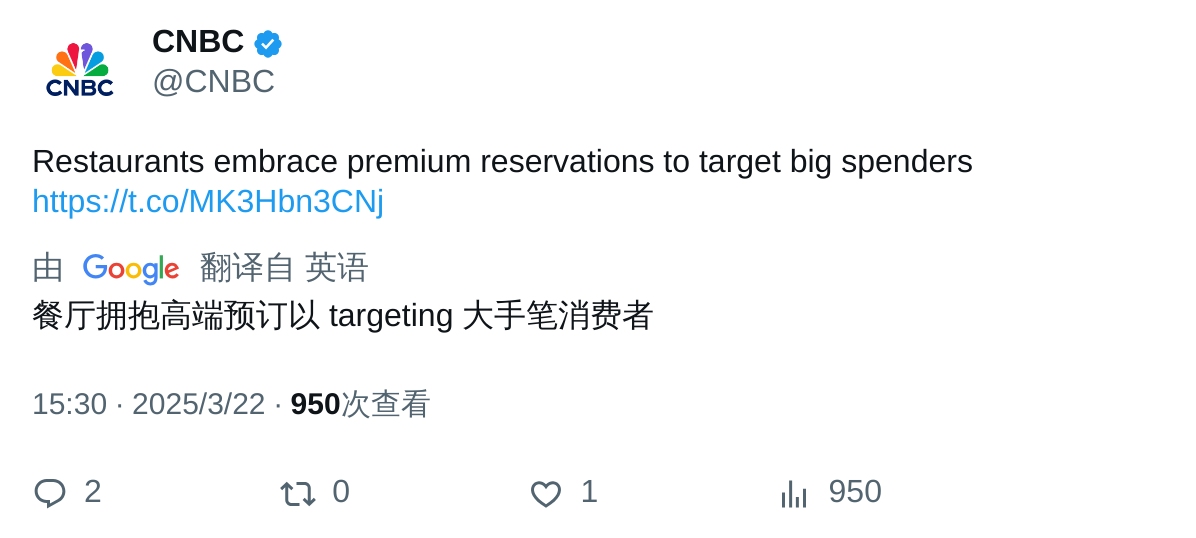 CNBC
CNBC
@CNBC
Restaurants embrace premium reservations to target big spenders
https://t.co/MK3Hbn3CNj
由 Google 翻译自 英语
餐厅拥抱高端预订以 targeting 大手笔消费者
15:30 · 2025/3/22 · 950次查看
2 0 1 950